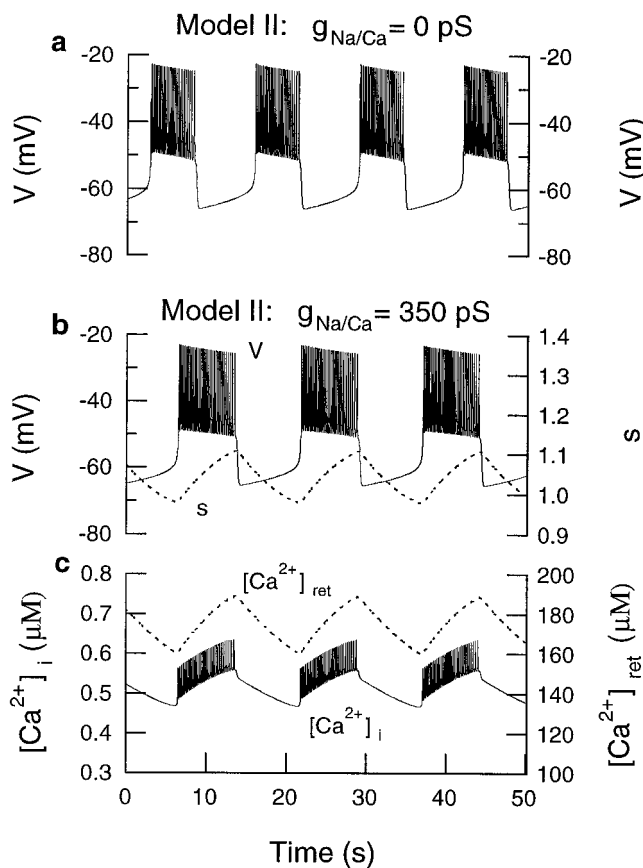 a Model II: g Na/Ca = 0 pS
-20 -20
-40 -40
V (mV) V (mV)
-60 -60
-80 -80
Model II: g Na/Ca = 350 pS
b
-20 V 1.4
1.3
-40
1.2
V (mV) s
-60 1.1
s 1.0
-80 0.9
c
0.8 200
[Ca2+] ret
0.7 180
0.6 160
[Ca2+] i (μM) [Ca2+] ret (μM)
0.5 140
[Ca2+] i
0.4 120
0.3 100
0 10 20 30 40 50
Time (s)